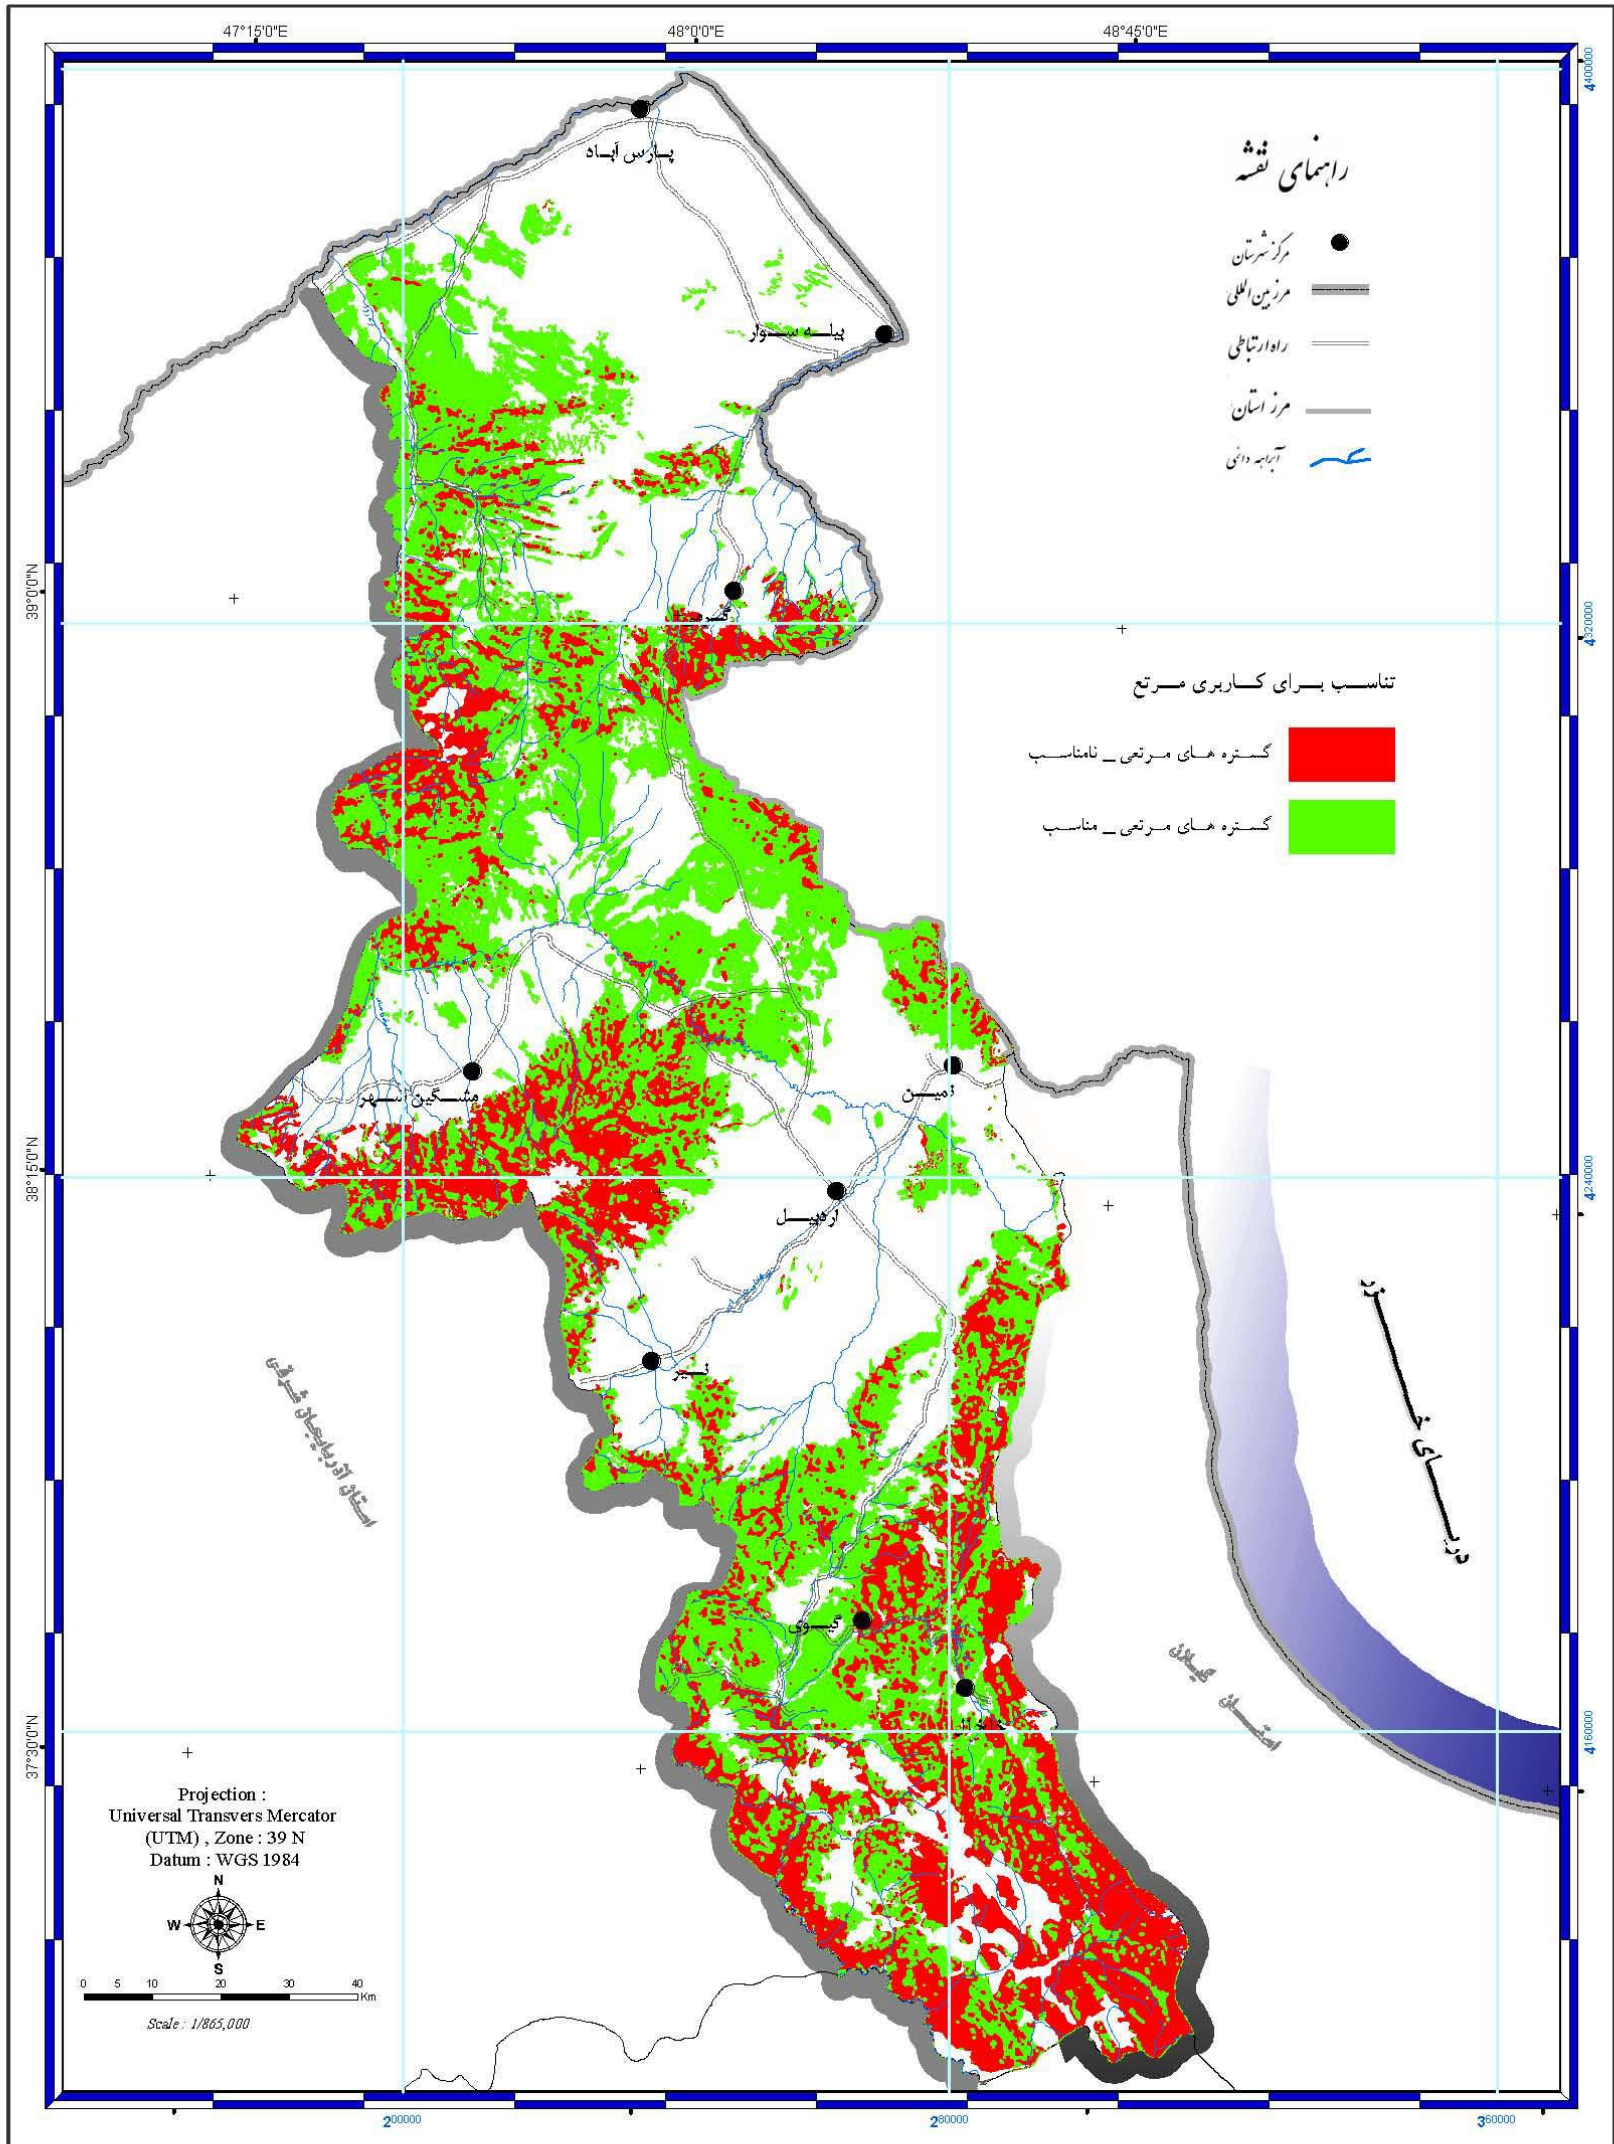 47°15'0"E
48°0'0"E
48°45'0"E
4400000
راهنمای نقشه
مرکز شهرستان
مرز بین المللی
راه ارتباطی
مرز استان
آبراهه دائمی
پارس آباد
بیله سوار
39°0'0"N
4320000
تناسب برای کاربری مرتع
گستره های مرتعی _ نامناسب
گستره های مرتعی _ مناسب
مشگین شهر
نمین
38°15'0"N
4240000
اردبیل
نیر
استان آذربایجان شرقی
دریای خزر
گیوی
استان گیلان
37°30'0"N
4160000
Projection :
Universal Transvers Mercator
(UTM) , Zone : 39 N
Datum : WGS 1984
N
W E
S
0 5 10 20 30 40
Km
Scale : 1/865,000
200000
280000
360000